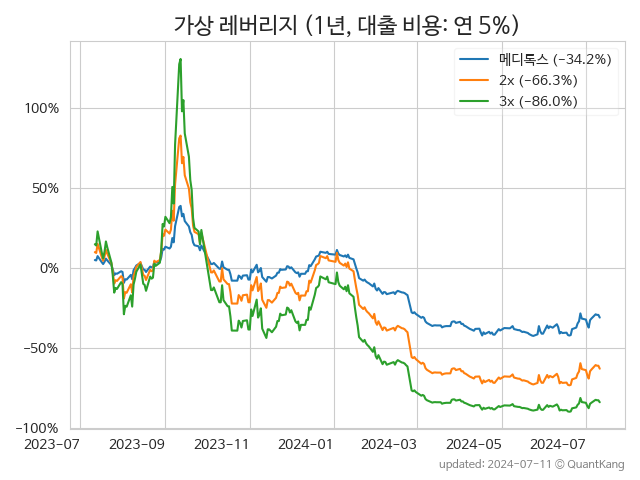 가상 레버리지 (1년, 대출 비용: 연 5%)
메디톡스 (-34.2%)
2x (-66.3%)
3x (-86.0%)
100%
50%
0%
-50%
-100%
2023-07 2023-09 2023-11 2024-01 2024-03 2024-05 2024-07
updated: 2024-07-11 © QuantKang